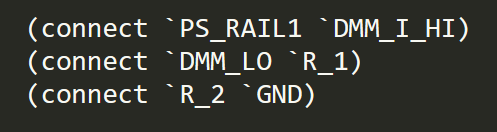 (connect `PS_RAIL1 `DMM_I_HI)
(connect `DMM_LO `R_1)
(connect `R_2 `GND)